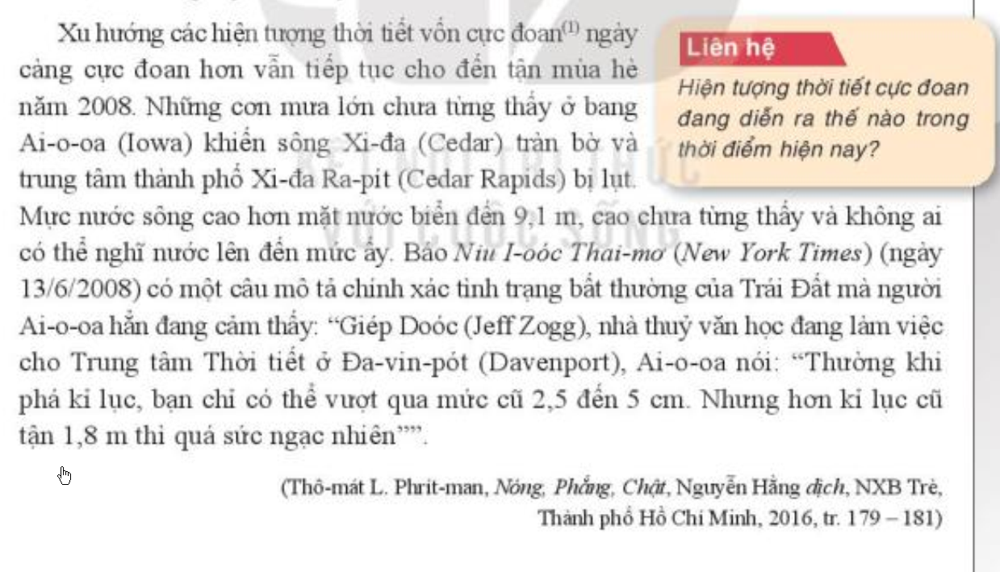 Xu hướng các hiện tượng thời tiết vốn cực đoan(1) ngày
càng cực đoan hơn vẫn tiếp tục cho đến tận mùa hè
năm 2008. Những cơn mưa lớn chưa từng thấy ở bang
Ai-o-oa (Iowa) khiến sông Xi-đa (Cedar) tràn bờ và
trung tâm thành phố Xi-đa Ra-pit (Cedar Rapids) bị lụt.
Liên hệ
Hiện tượng thời tiết cực đoan
đang diễn ra thế nào trong
thời điểm hiện nay?
Mực nước sông cao hơn mặt nước biển đến 9,1 m, cao chưa từng thấy và không ai
có thể nghĩ nước lên đến mức ấy. Báo Niu I-oóc Thai-mơ (New York Times) (ngày
13/6/2008) có một câu mô tả chính xác tình trạng bất thường của Trái Đất mà người
Ai-o-oa hẳn đang cảm thấy: “Giép Doóc (Jeff Zogg), nhà thuỷ văn học đang làm việc
cho Trung tâm Thời tiết ở Đa-vin-pót (Davenport), Ai-o-oa nói: “Thường khi
phá kỉ lục, bạn chỉ có thể vượt qua mức cũ 2,5 đến 5 cm. Nhưng hơn kỉ lục cũ
tận 1,8 m thì quá sức ngạc nhiên””.
(Thô-mát L. Phrit-man, Nóng, Phẳng, Chật, Nguyễn Hằng dịch, NXB Trẻ,
Thành phố Hồ Chí Minh, 2016, tr. 179 – 181)
KẾT NỐI TRI THỨC
VỚI CUỘC SỐNG